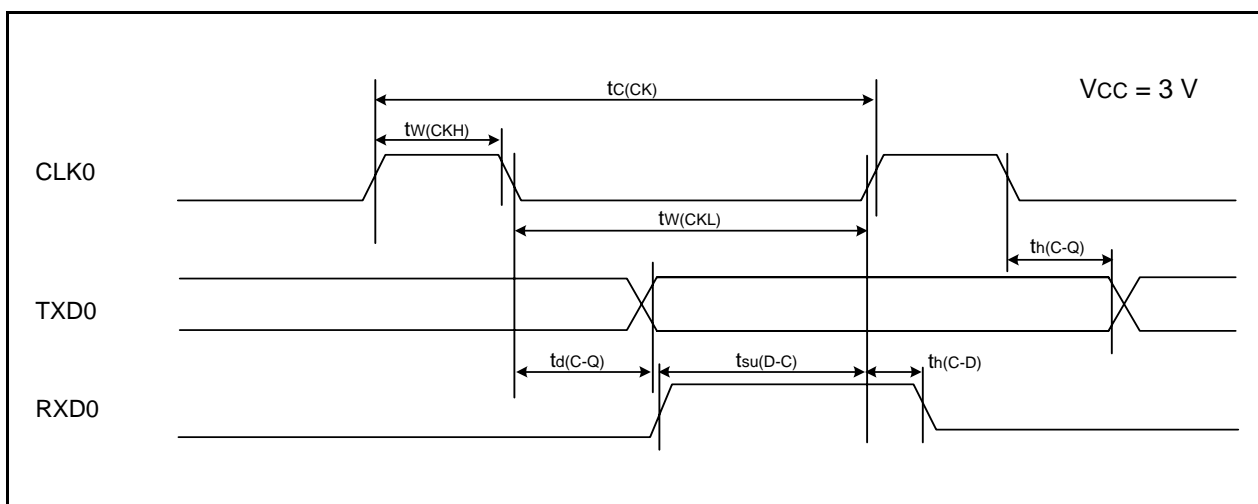 tC(CK)
VCC = 3 V
tW(CKH)
CLK0
tW(CKL)
th(C-Q)
TXD0
td(C-Q)
tsu(D-C)
th(C-D)
RXD0